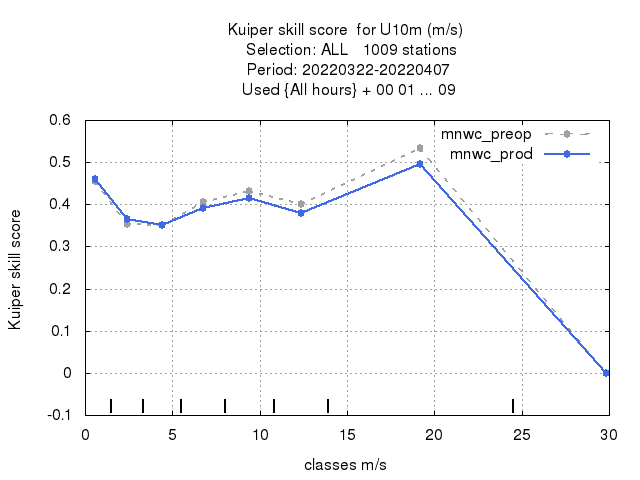 Kuiper skill score  for U10m (m/s)
Selection: ALL   1009 stations
Period: 20220322-20220407
Used {All hours} + 00 01 ... 09
mnwc_preop
mnwc_prod
0.6
0.5
0.4
0.3
0.2
0.1
0
-0.1
Kuiper skill score
0 5 10 15 20 25 30
classes m/s